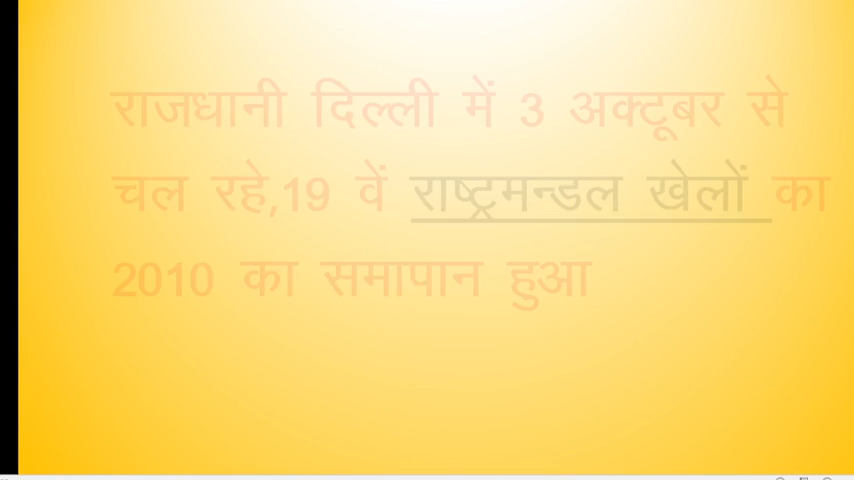 राजधानी दिल्ली में 3 अक्टूबर से
चल रहे,19 वें राष्ट्रमन्डल खेलों का
2010 का समापान हुआ